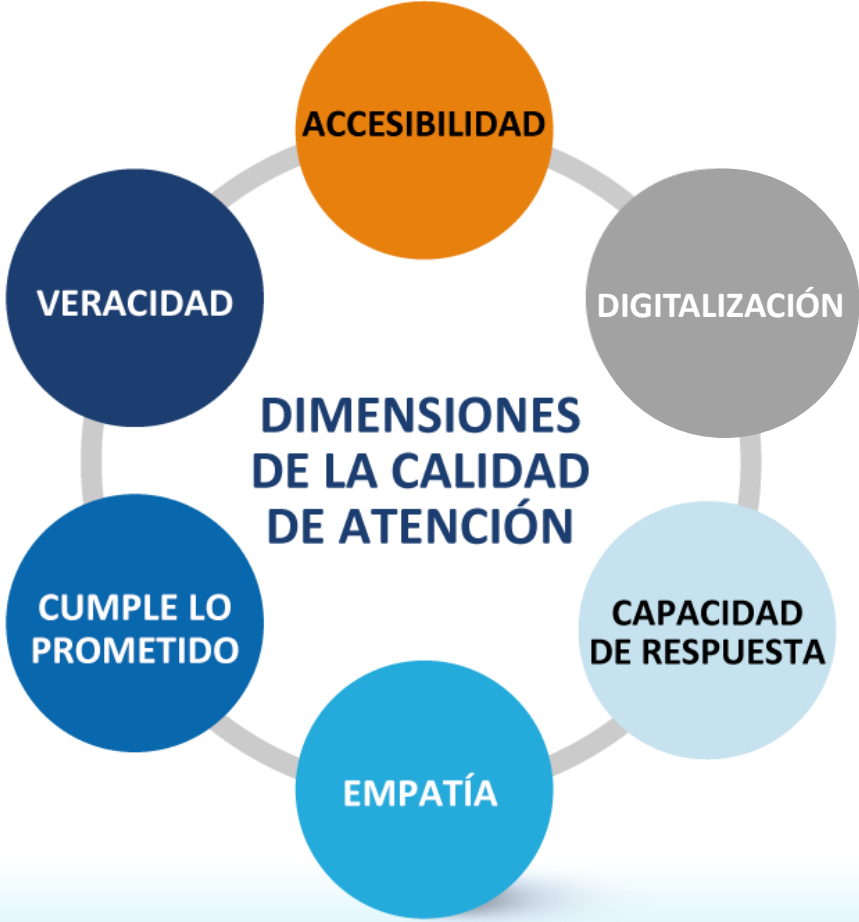 ACCESIBILIDAD
VERACIDAD
DIGITALIZACIÓN
DIMENSIONES
DE LA CALIDAD
DE ATENCIÓN
CUMPLE LO
PROMETIDO
CAPACIDAD
DE RESPUESTA
EMPATÍA